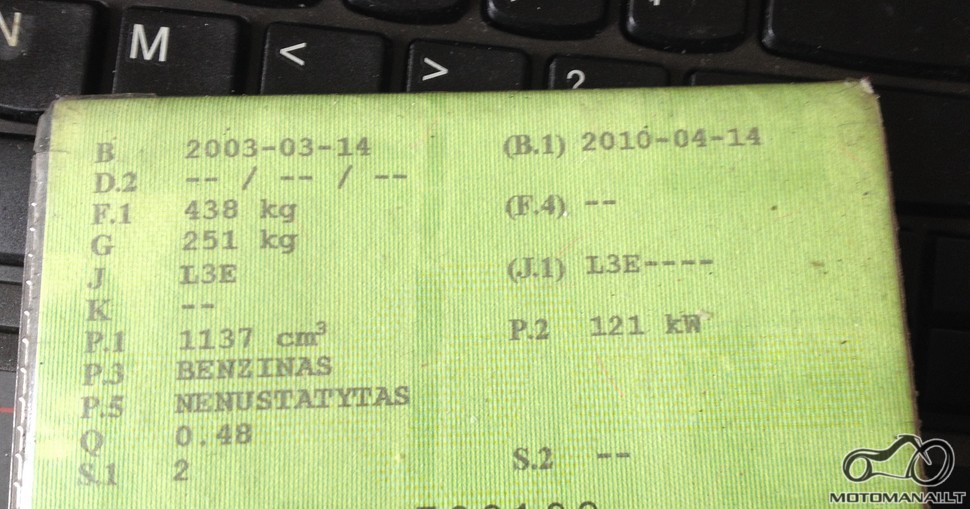 N M < > ?
B 2003-03-14 (B.1) 2010-04-14
D.2 -- / -- / --
F.1 438 kg (F.4) --
G 251 kg
J L3E (J.1) L3E----
K --
P.1 1137 cm³ P.2 121 kW
P.3 BENZINAS
P.5 NENUSTATYTAS
Q 0.48
S.1 2 S.2 --
MOTOMANAI.LT